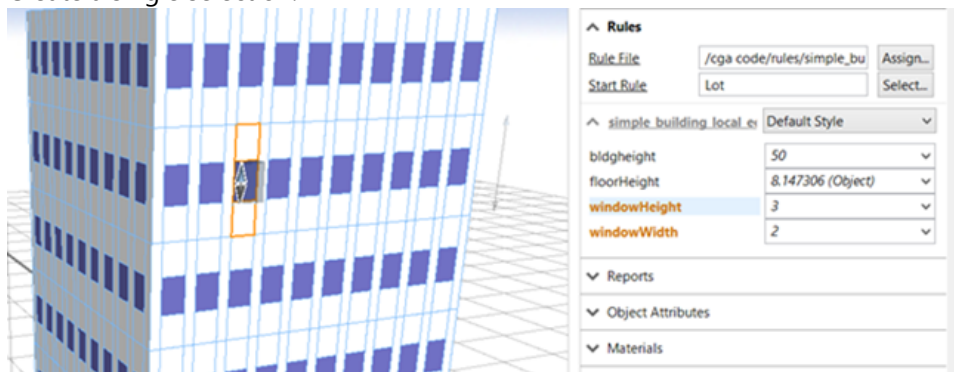 Rules
Rule File /cga code/rules/simple_bu Assign...
Start Rule Lot Select...
simple_building_local_e Default Style
bldgheight 50
floorHeight 8.147306 (Object)
windowHeight 3
windowWidth 2
Reports
Object Attributes
Materials